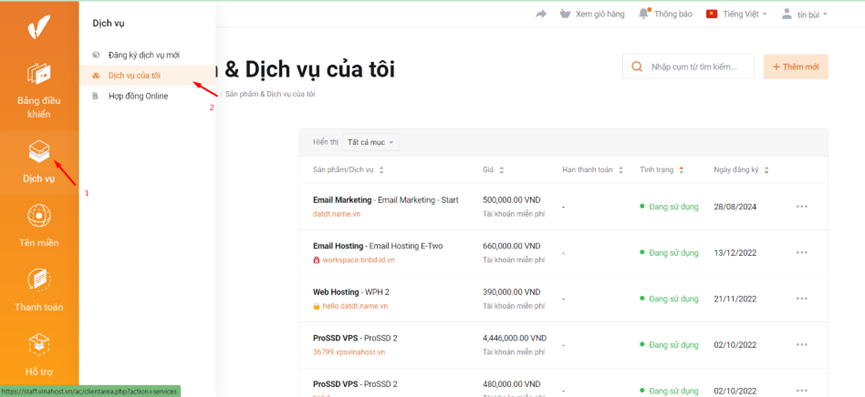 Dịch vụ
Xem giỏ hàng
Thông báo
Tiếng Việt
tín bùi
Đăng ký dịch vụ mới
Dịch vụ của tôi
Hợp đồng Online
2
& Dịch vụ của tôi
Sản phẩm & Dịch vụ của tôi
Nhập cụm từ tìm kiếm...
+ Thêm mới
Bảng điều
khiển
Dịch vụ
1
Tên miền
Thanh toán
Hỗ trợ
Hiển thị Tất cả mục
Sản phẩm/Dịch vụ Giá Hạn thanh toán Tình trạng Ngày đăng ký
Email Marketing - Email Marketing - Start 500,000.00 VND - Đang sử dụng 28/08/2024
datdt.name.vn Tài khoản miễn phí
Email Hosting - Email Hosting E-Two 660,000.00 VND - Đang sử dụng 13/12/2022
workspace.tinbd.id.vn Tài khoản miễn phí
Web Hosting - WPH 2 390,000.00 VND - Đang sử dụng 21/11/2022
hello.datdt.name.vn Tài khoản miễn phí
ProSSD VPS - ProSSD 2 4,446,000.00 VND - Đang sử dụng 02/10/2022
36799.vpsvinahost.vn Tài khoản miễn phí
ProSSD VPS - ProSSD 2 480,000.00 VND - Đang sử dụng 02/10/2022
https://staff.vinahost.vn/ac/clientarea.php?action=services